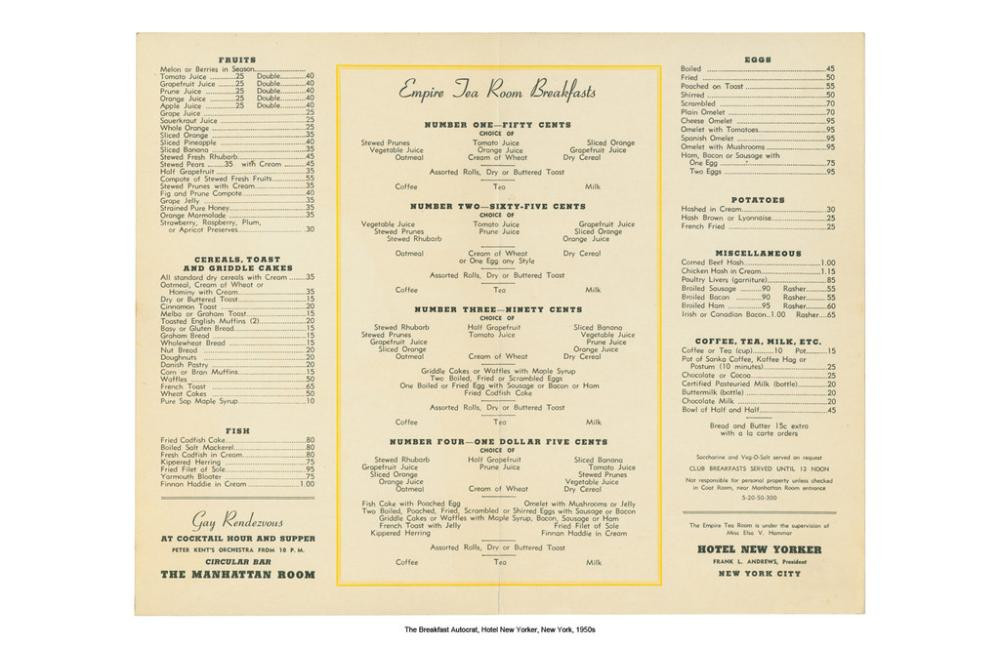 FRUITS
Melon or Berries in Season
Tomato Juice 25 Double 40
Grapefruit Juice 25 Double 40
Prune Juice 25 Double 40
Orange Juice 25 Double 40
Apple Juice 25 Double 40
Grape Juice 25
Sauerkraut Juice 25
Whole Orange 25
Sliced Orange 35
Sliced Pineapple 40
Sliced Banana 35
Stewed Fresh Rhubarb 45
Stewed Pears 35 with Cream 45
Half Grapefruit 35
Compote of Stewed Fresh Fruits 55
Stewed Prunes with Cream 35
Fig and Prune Compote 40
Grape Jelly 35
Strained Pure Honey 35
Orange Marmalade 35
Strawberry, Raspberry, Plum,
or Apricot Preserves 30
CEREALS, TOAST
AND GRIDDLE CAKES
All standard dry cereals with Cream 35
Oatmeal, Cream of Wheat or
Hominy with Cream 35
Dry or Buttered Toast 15
Cinnamon Toast 20
Melba or Graham Toast 15
Toasted English Muffins (2) 20
Basy or Gluten Bread 15
Graham Bread 15
Wholewheat Bread 15
Nut Bread 20
Doughnuts 20
Danish Pastry 20
Corn or Bran Muffins 15
Waffles 50
French Toast 65
Wheat Cakes 50
Pure Sap Maple Syrup 10
FISH
Fried Codfish Cake 80
Boiled Salt Mackerel 80
Fresh Codfish in Cream 80
Kippered Herring 75
Fried Filet of Sole 95
Yarmouth Bloater 75
Finnan Haddie in Cream 1.00
Gay Rendezvous
AT COCKTAIL HOUR AND SUPPER
PETER KENT'S ORCHESTRA FROM 10 P. M.
CIRCULAR BAR
THE MANHATTAN ROOM
Empire Tea Room Breakfasts
NUMBER ONE—FIFTY CENTS
CHOICE OF
Stewed Prunes Tomato Juice Sliced Orange
Vegetable Juice Orange Juice Grapefruit Juice
Oatmeal Cream of Wheat Dry Cereal
Assorted Rolls, Dry or Buttered Toast
Coffee Tea Milk
NUMBER TWO—SIXTY-FIVE CENTS
CHOICE OF
Vegetable Juice Tomato Juice Grapefruit Juice
Stewed Prunes Prune Juice Sliced Orange
Stewed Rhubarb Orange Juice
Oatmeal Cream of Wheat Dry Cereal
or One Egg any Style
Assorted Rolls, Dry or Buttered Toast
Coffee Tea Milk
NUMBER THREE—NINETY CENTS
CHOICE OF
Stewed Rhubarb Half Grapefruit Sliced Banana
Stewed Prunes Tomato Juice Vegetable Juice
Grapefruit Juice Prune Juice
Sliced Orange Orange Juice
Oatmeal Cream of Wheat Dry Cereal
Griddle Cakes or Waffles with Maple Syrup
Two Boiled, Fried or Scrambled Eggs
One Boiled or Fried Egg with Sausage or Bacon or Ham
Fried Codfish Cake
Assorted Rolls, Dry or Buttered Toast
Coffee Tea Milk
NUMBER FOUR—ONE DOLLAR FIVE CENTS
CHOICE OF
Stewed Rhubarb Half Grapefruit Sliced Banana
Grapefruit Juice Prune Juice Tomato Juice
Sliced Orange Stewed Prunes
Orange Juice Vegetable Juice
Oatmeal Cream of Wheat Dry Cereal
Fish Cake with Poached Egg Omelet with Mushrooms or Jelly
Two Boiled, Poached, Fried, Scrambled or Shirred Eggs with Sausage or Bacon
Griddle Cakes or Waffles with Maple Syrup, Bacon, Sausage or Ham
French Toast with Jelly Fried Filet of Sole
Kippered Herring Finnan Haddie in Cream
Assorted Rolls, Dry or Buttered Toast
Coffee Tea Milk
EGGS
Boiled 45
Fried 50
Poached on Toast 55
Shirred 50
Scrambled 70
Plain Omelet 70
Cheese Omelet 95
Omelet with Tomatoes 95
Spanish Omelet 95
Omelet with Mushrooms 95
Ham, Bacon or Sausage with
One Egg 75
Two Eggs 95
POTATOES
Hashed in Cream 30
Hash Brown or Lyonnaise 25
French Fried 25
MISCELLANEOUS
Corned Beef Hash 1.00
Chicken Hash in Cream 1.15
Poultry Livers (garniture) 85
Broiled Sausage 90 Rasher 55
Broiled Bacon 90 Rasher 55
Broiled Ham 95 Rasher 60
Irish or Canadian Bacon 1.00 Rasher 65
COFFEE, TEA, MILK, ETC.
Coffee or Tea (cup) 10 Pot 15
Pot of Sanka Coffee, Kaffee Hag or
Postum (10 minutes) 25
Chocolate or Cocoa 25
Certified Pasteuried Milk (bottle) 20
Buttermilk (bottle) 20
Chocolate Milk 20
Bowl of Half and Half 45
Bread and Butter 15c extra
with a la carte orders
Saccharine and Veg-O-Salt served on request
CLUB BREAKFASTS SERVED UNTIL 12 NOON
Not responsible for personal property unless checked
in Coat Room, near Manhattan Room entrance
5-20-50-300
The Empire Tea Room is under the supervision of
Miss Elsa V. Hammar
HOTEL NEW YORKER
FRANK L. ANDREWS, President
NEW YORK CITY
The Breakfast Autocrat, Hotel New Yorker, New York, 1950s